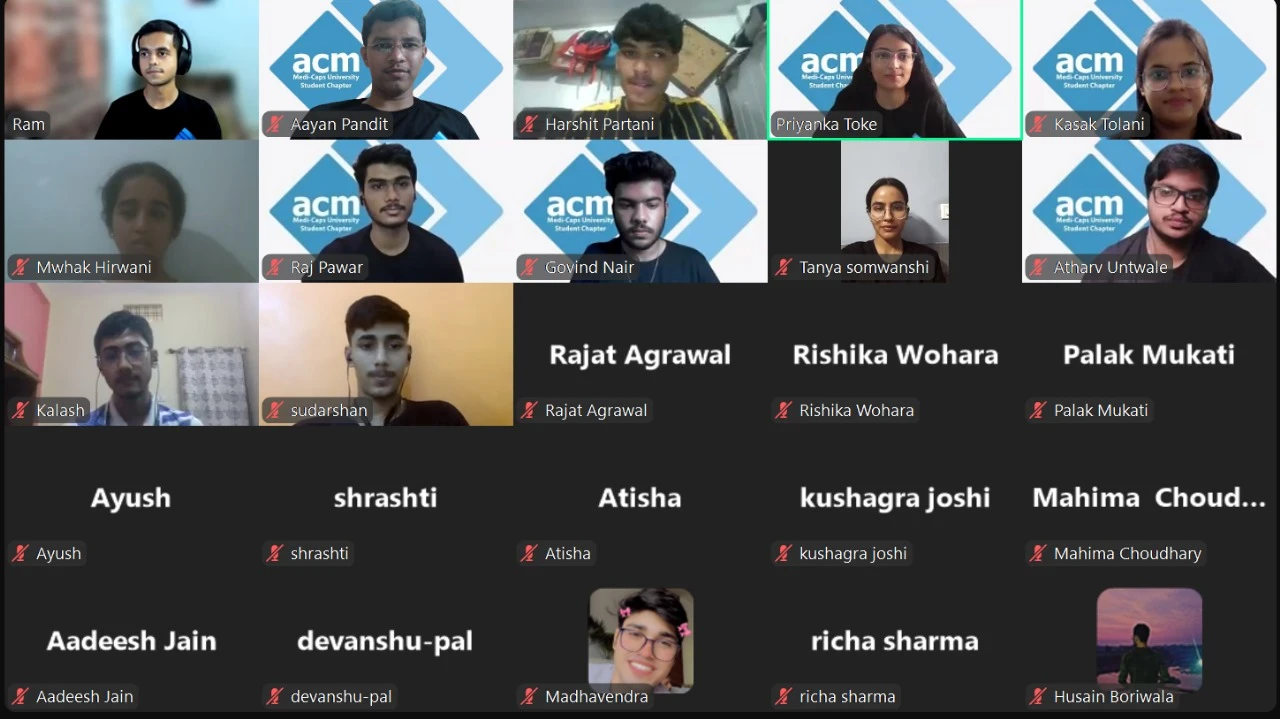 Ram
acm
Medi-Caps University
Student Chapter
Aayan Pandit
Harshit Partani
acm
Medi-Caps
Student Chapter
Priyanka Toke
acm
Medi-Caps University
Student Chapter
Kasak Tolani
Mwhak Hirwani
acm
Medi-Caps University
Student Chapter
Raj Pawar
acm
Medi-Caps University
Student Chapter
Govind Nair
Tanya somwanshi
acm
Medi-Caps University
Student Chapter
Atharv Untwale
Kalash
sudarshan
Rajat Agrawal
Rajat Agrawal
Rishika Wohara
Rishika Wohara
Palak Mukati
Palak Mukati
Ayush
Ayush
shrashti
shrashti
Atisha
Atisha
kushagra joshi
kushagra joshi
Mahima Choud...
Mahima Choudhary
Aadeesh Jain
Aadeesh Jain
devanshu-pal
devanshu-pal
Madhavendra
richa sharma
richa sharma
Husain Boriwala